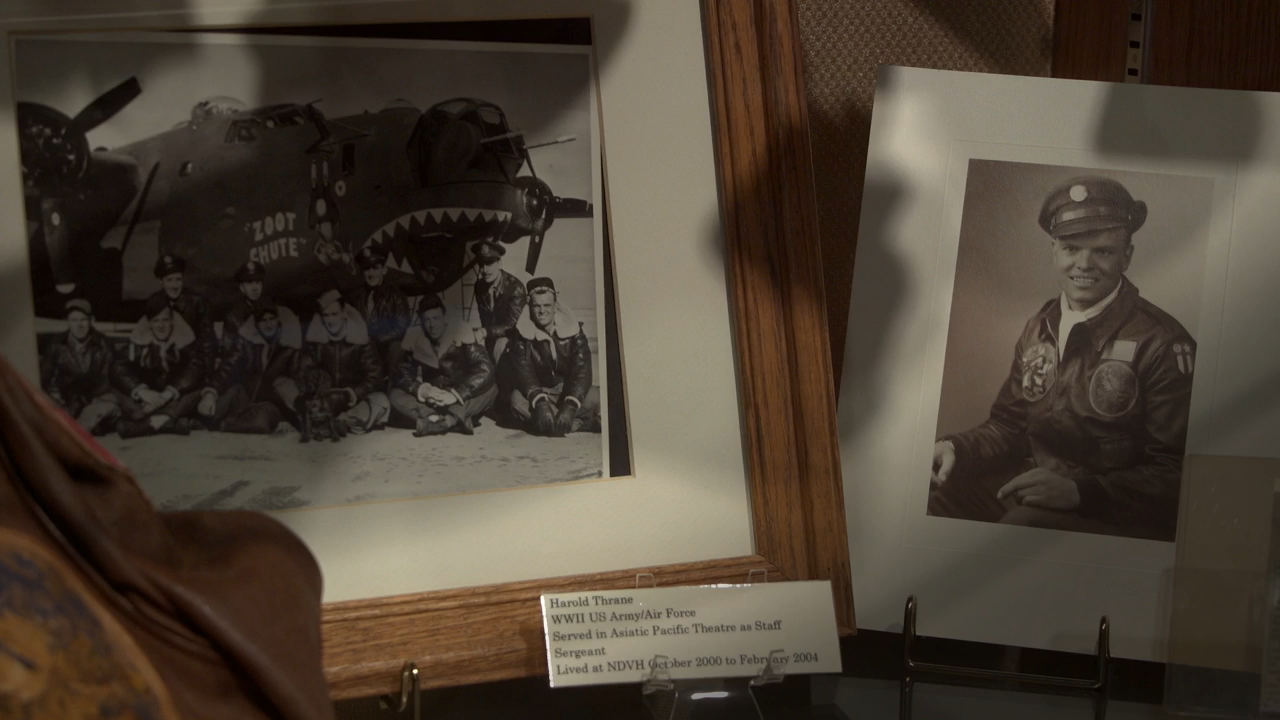 "ZOOT
CHUTE"
Harold Thrane
WWII US Army/Air Force
Served in Asiatic Pacific Theatre as Staff
Sergeant
Lived at NDVH October 2000 to February 2004